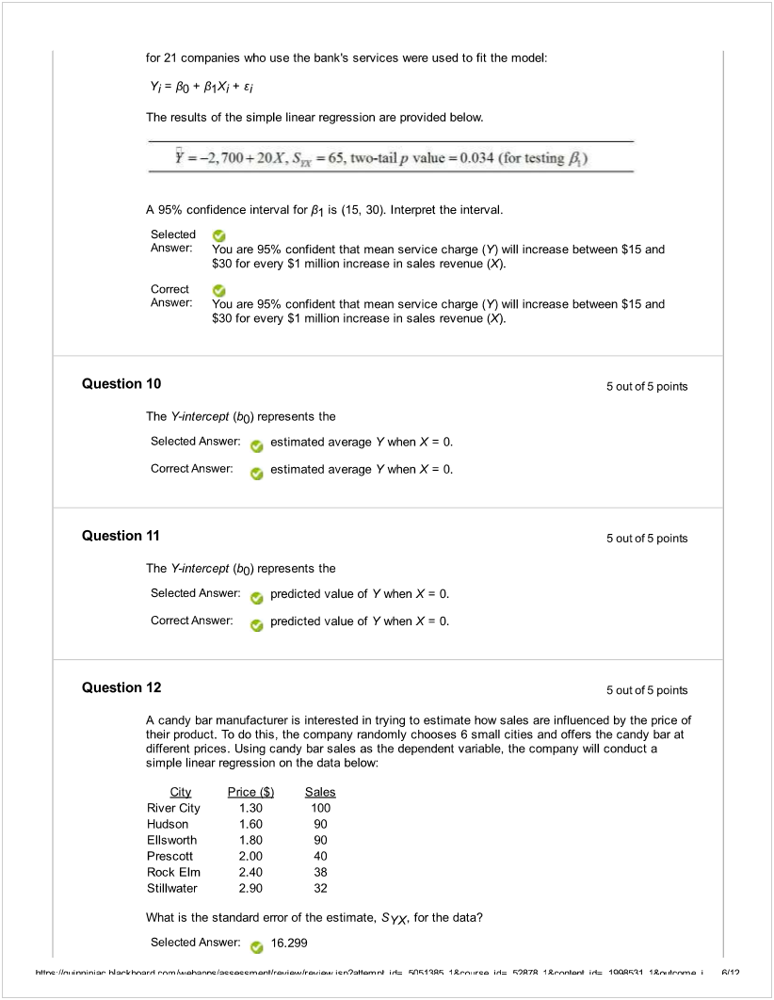 for 21 companies who use the bank's services were used to fit the model:
Yi = β0 + β1Xi + εi
The results of the simple linear regression are provided below.
Ŷ = −2,700 + 20X, SYX = 65, two-tail p value = 0.034 (for testing β1)
A 95% confidence interval for β1 is (15, 30). Interpret the interval.
Selected Answer:
You are 95% confident that mean service charge (Y) will increase between $15 and
$30 for every $1 million increase in sales revenue (X).
Correct Answer:
You are 95% confident that mean service charge (Y) will increase between $15 and
$30 for every $1 million increase in sales revenue (X).
Question 10
5 out of 5 points
The Y-intercept (b0) represents the
Selected Answer: estimated average Y when X = 0.
Correct Answer: estimated average Y when X = 0.
Question 11
5 out of 5 points
The Y-intercept (b0) represents the
Selected Answer: predicted value of Y when X = 0.
Correct Answer: predicted value of Y when X = 0.
Question 12
5 out of 5 points
A candy bar manufacturer is interested in trying to estimate how sales are influenced by the price of
their product. To do this, the company randomly chooses 6 small cities and offers the candy bar at
different prices. Using candy bar sales as the dependent variable, the company will conduct a
simple linear regression on the data below:
City Price ($) Sales
River City 1.30 100
Hudson 1.60 90
Ellsworth 1.80 90
Prescott 2.00 40
Rock Elm 2.40 38
Stillwater 2.90 32
What is the standard error of the estimate, SYX, for the data?
Selected Answer: 16.299
https://quinnipiac.blackboard.com/webapps/assessment/review/review.jsp?attempt_id=_5051385_1&course_id=_52878_1&content_id=_1998531_1&outcome_i... 6/12